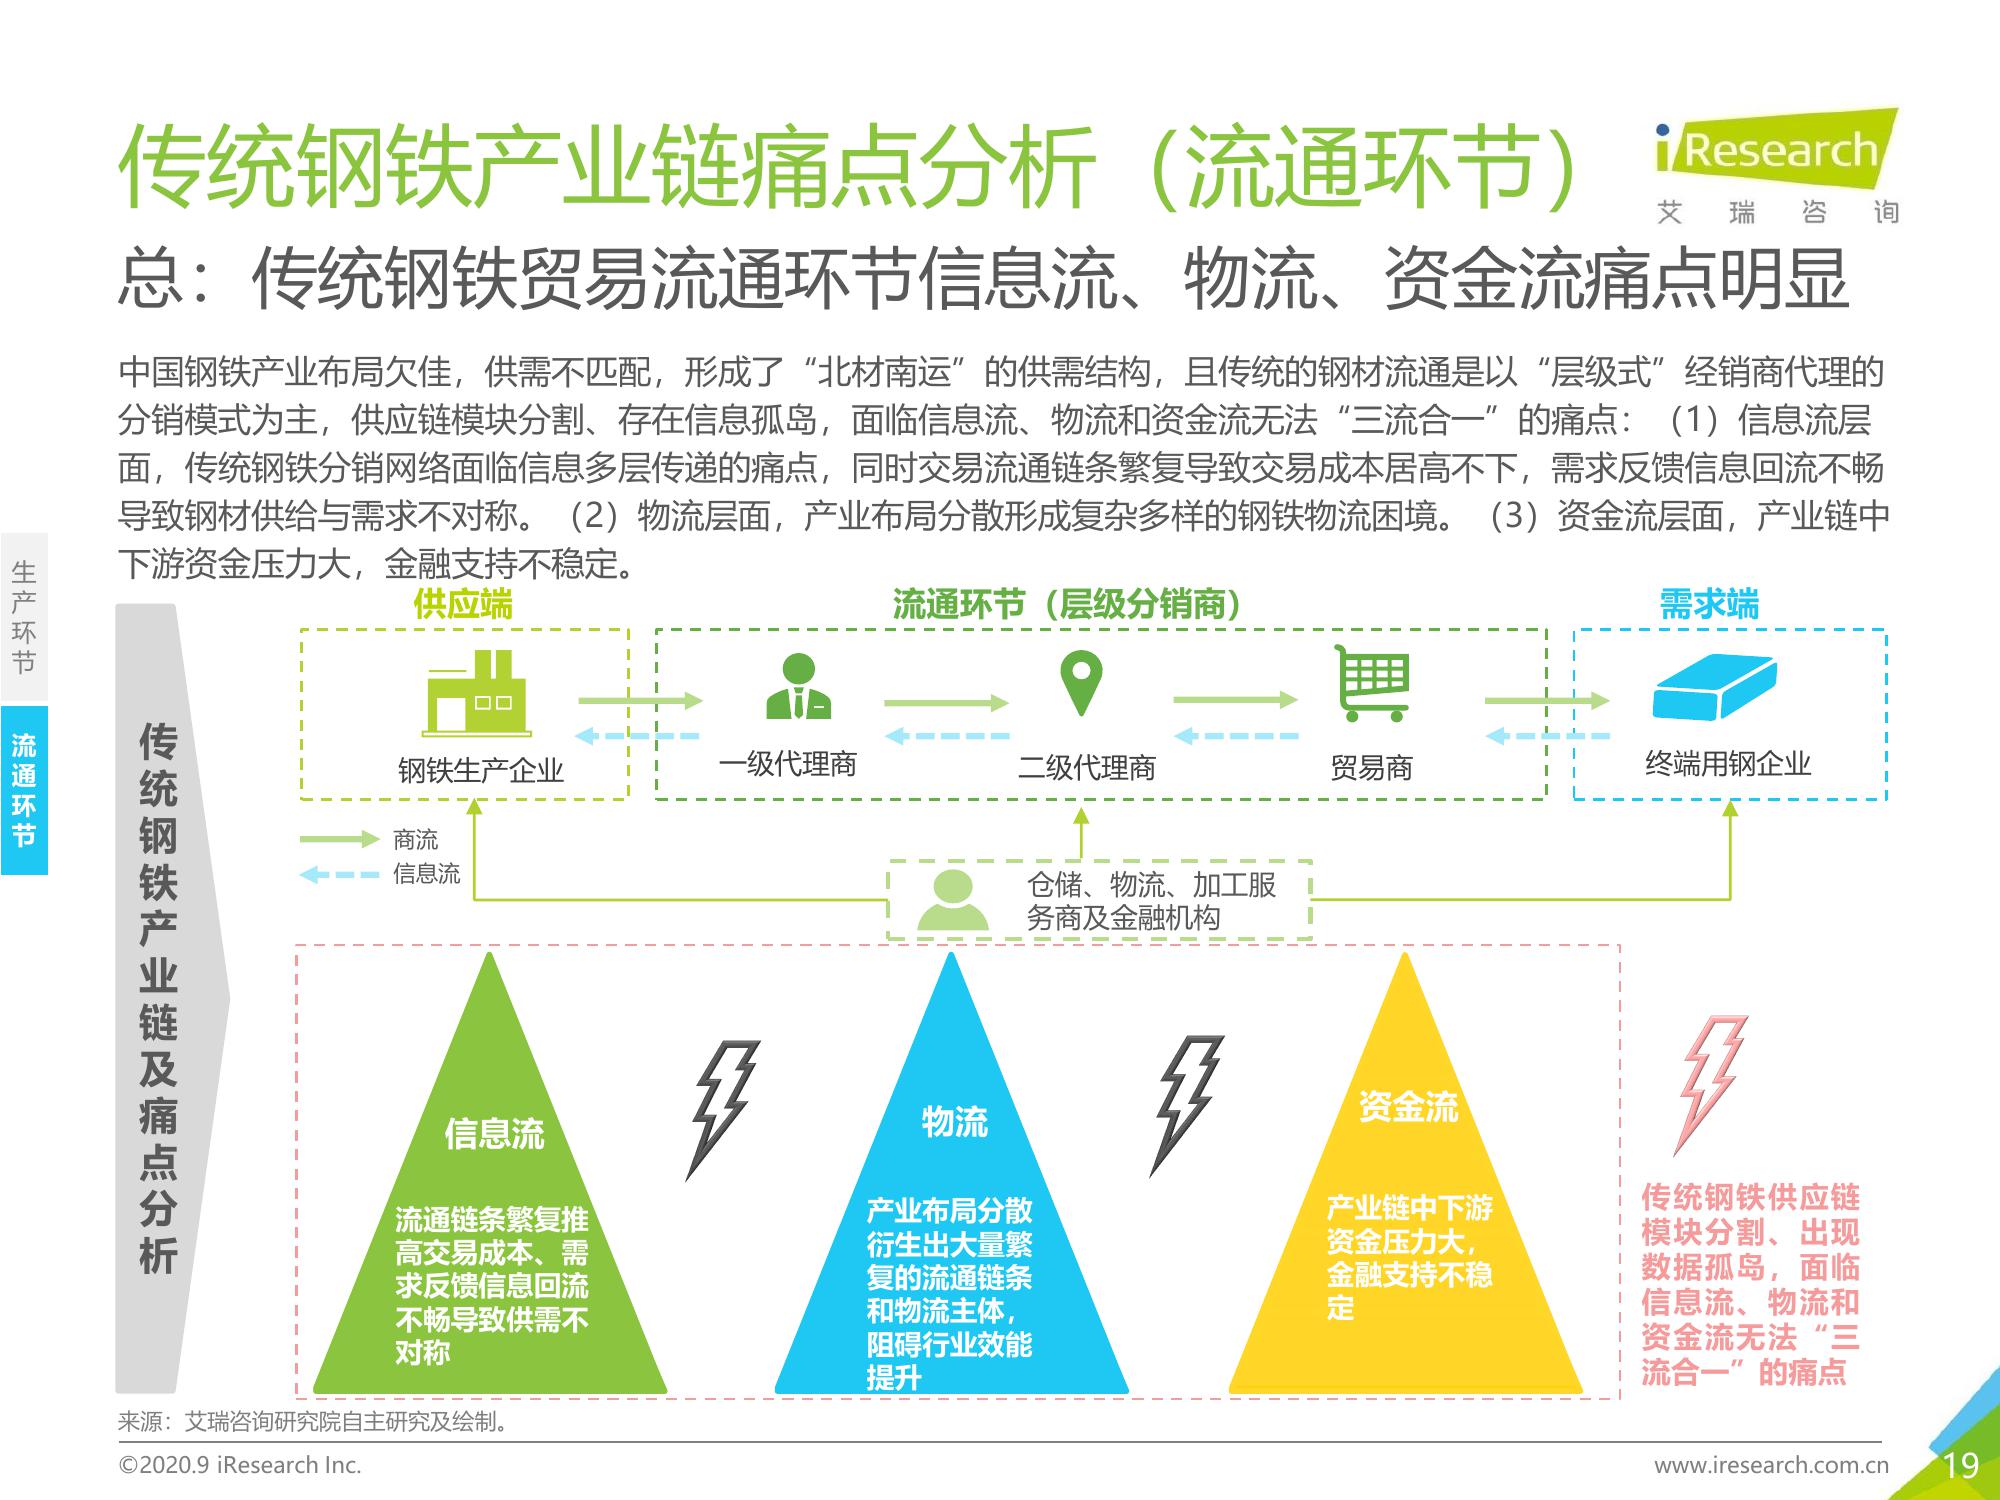 传统钢铁产业链痛点分析（流通环节）
iResearch
艾瑞咨询
总：传统钢铁贸易流通环节信息流、物流、资金流痛点明显
中国钢铁产业布局欠佳，供需不匹配，形成了“北材南运”的供需结构，且传统的钢材流通是以“层级式”经销商代理的
分销模式为主，供应链模块分割、存在信息孤岛，面临信息流、物流和资金流无法“三流合一”的痛点：（1）信息流层
面，传统钢铁分销网络面临信息多层传递的痛点，同时交易流通链条繁复导致交易成本居高不下，需求反馈信息回流不畅
导致钢材供给与需求不对称。（2）物流层面，产业布局分散形成复杂多样的钢铁物流困境。（3）资金流层面，产业链中
下游资金压力大，金融支持不稳定。
生产环节
流通环节
传统钢铁产业链及痛点分析
供应端
流通环节（层级分销商）
需求端
钢铁生产企业
一级代理商
二级代理商
贸易商
终端用钢企业
商流
信息流
仓储、物流、加工服
务商及金融机构
信息流
流通链条繁复推
高交易成本、需
求反馈信息回流
不畅导致供需不
对称
物流
产业布局分散
衍生出大量繁
复的流通链条
和物流主体，
阻碍行业效能
提升
资金流
产业链中下游
资金压力大，
金融支持不稳
定
传统钢铁供应链
模块分割、出现
数据孤岛，面临
信息流、物流和
资金流无法“三
流合一”的痛点
来源：艾瑞咨询研究院自主研究及绘制。
©2020.9 iResearch Inc.
www.iresearch.com.cn
19